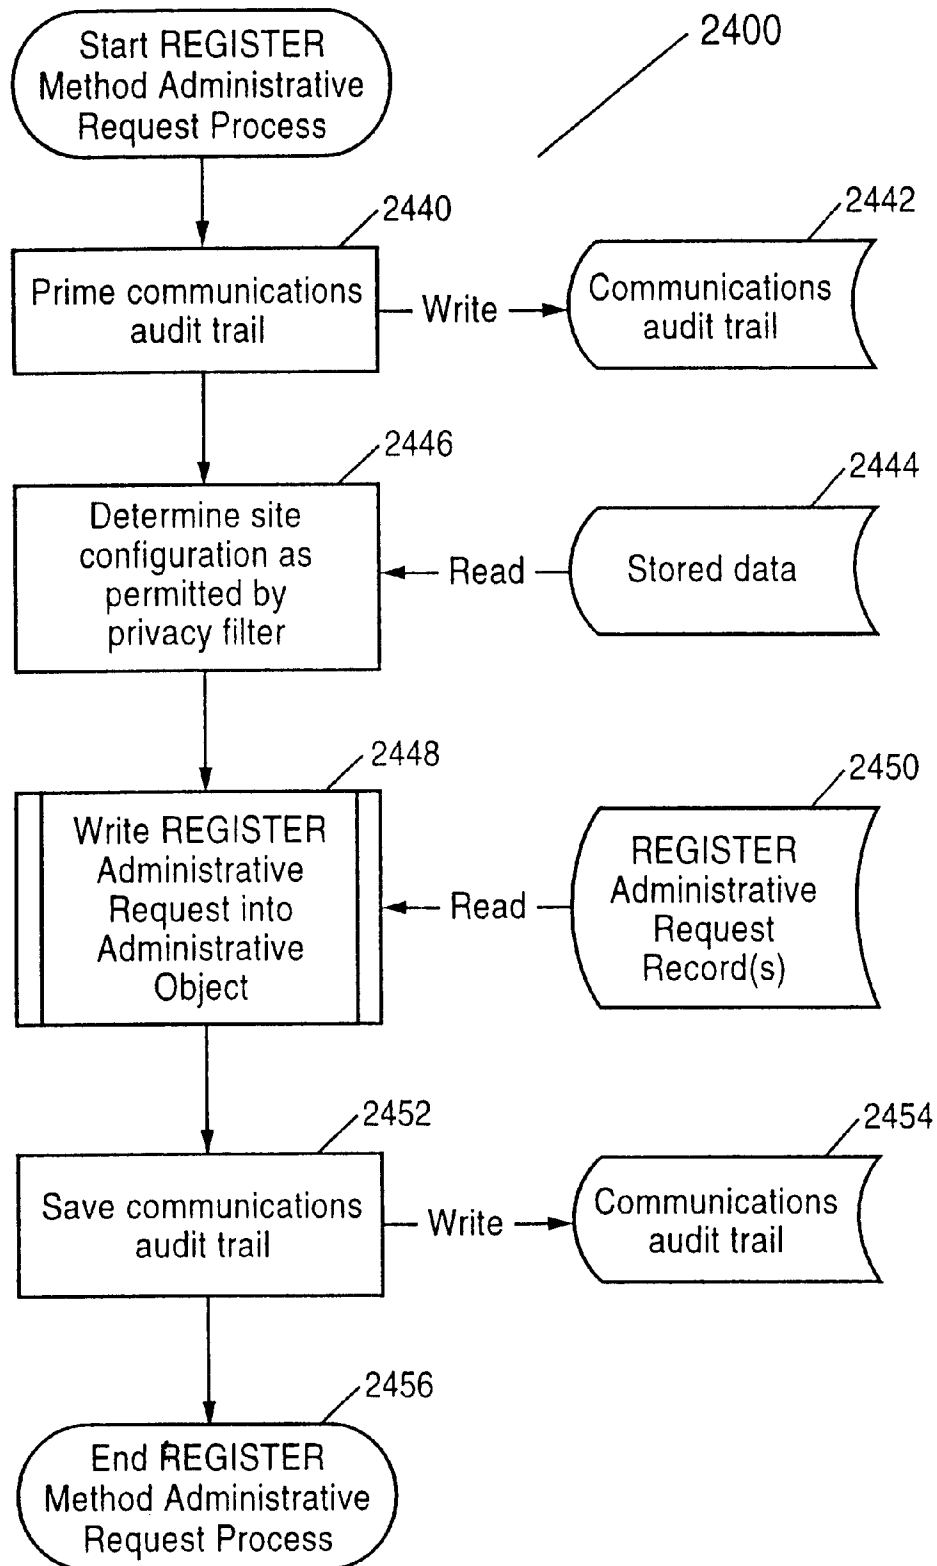 Start REGISTER
Method Administrative
Request Process
2400
2440
Prime communications
audit trail
Write
2442
Communications
audit trail
2446
Determine site
configuration as
permitted by
privacy filter
Read
2444
Stored data
2448
Write REGISTER
Administrative
Request into
Administrative
Object
Read
2450
REGISTER
Administrative
Request
Record(s)
2452
Save communications
audit trail
Write
2454
Communications
audit trail
2456
End REGISTER
Method Administrative
Request Process